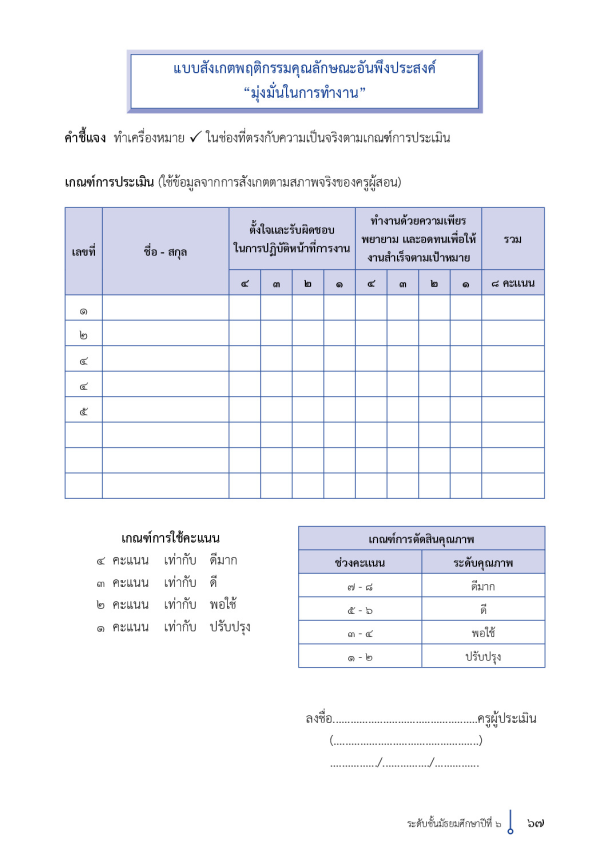 แบบสังเกตพฤติกรรมคุณลักษณะอันพึงประสงค์
“มุ่งมั่นในการทำงาน”
คำชี้แจง ทำเครื่องหมาย ✓ ในช่องที่ตรงกับความเป็นจริงตามเกณฑ์การประเมิน
เกณฑ์การประเมิน (ใช้ข้อมูลจากการสังเกตตามสภาพจริงของครูผู้สอน)
เลขที่ ชื่อ - สกุล
ตั้งใจและรับผิดชอบ
ในการปฏิบัติหน้าที่การงาน
ทำงานด้วยความเพียร
พยายาม และอดทนเพื่อให้
งานสำเร็จตามเป้าหมาย
รวม
๔ ๓ ๒ ๑ ๔ ๓ ๒ ๑ ๘ คะแนน
๑
๒
๔
๔
๕
เกณฑ์การใช้คะแนน
๔ คะแนน เท่ากับ ดีมาก
๓ คะแนน เท่ากับ ดี
๒ คะแนน เท่ากับ พอใช้
๑ คะแนน เท่ากับ ปรับปรุง
เกณฑ์การตัดสินคุณภาพ
ช่วงคะแนน ระดับคุณภาพ
๗ - ๘ ดีมาก
๕ - ๖ ดี
๓ - ๔ พอใช้
๑ - ๒ ปรับปรุง
ลงชื่อ.................................................ครูผู้ประเมิน
(.................................................)
................/................/...............
ระดับชั้นมัธยมศึกษาปีที่ ๖ ๖๗